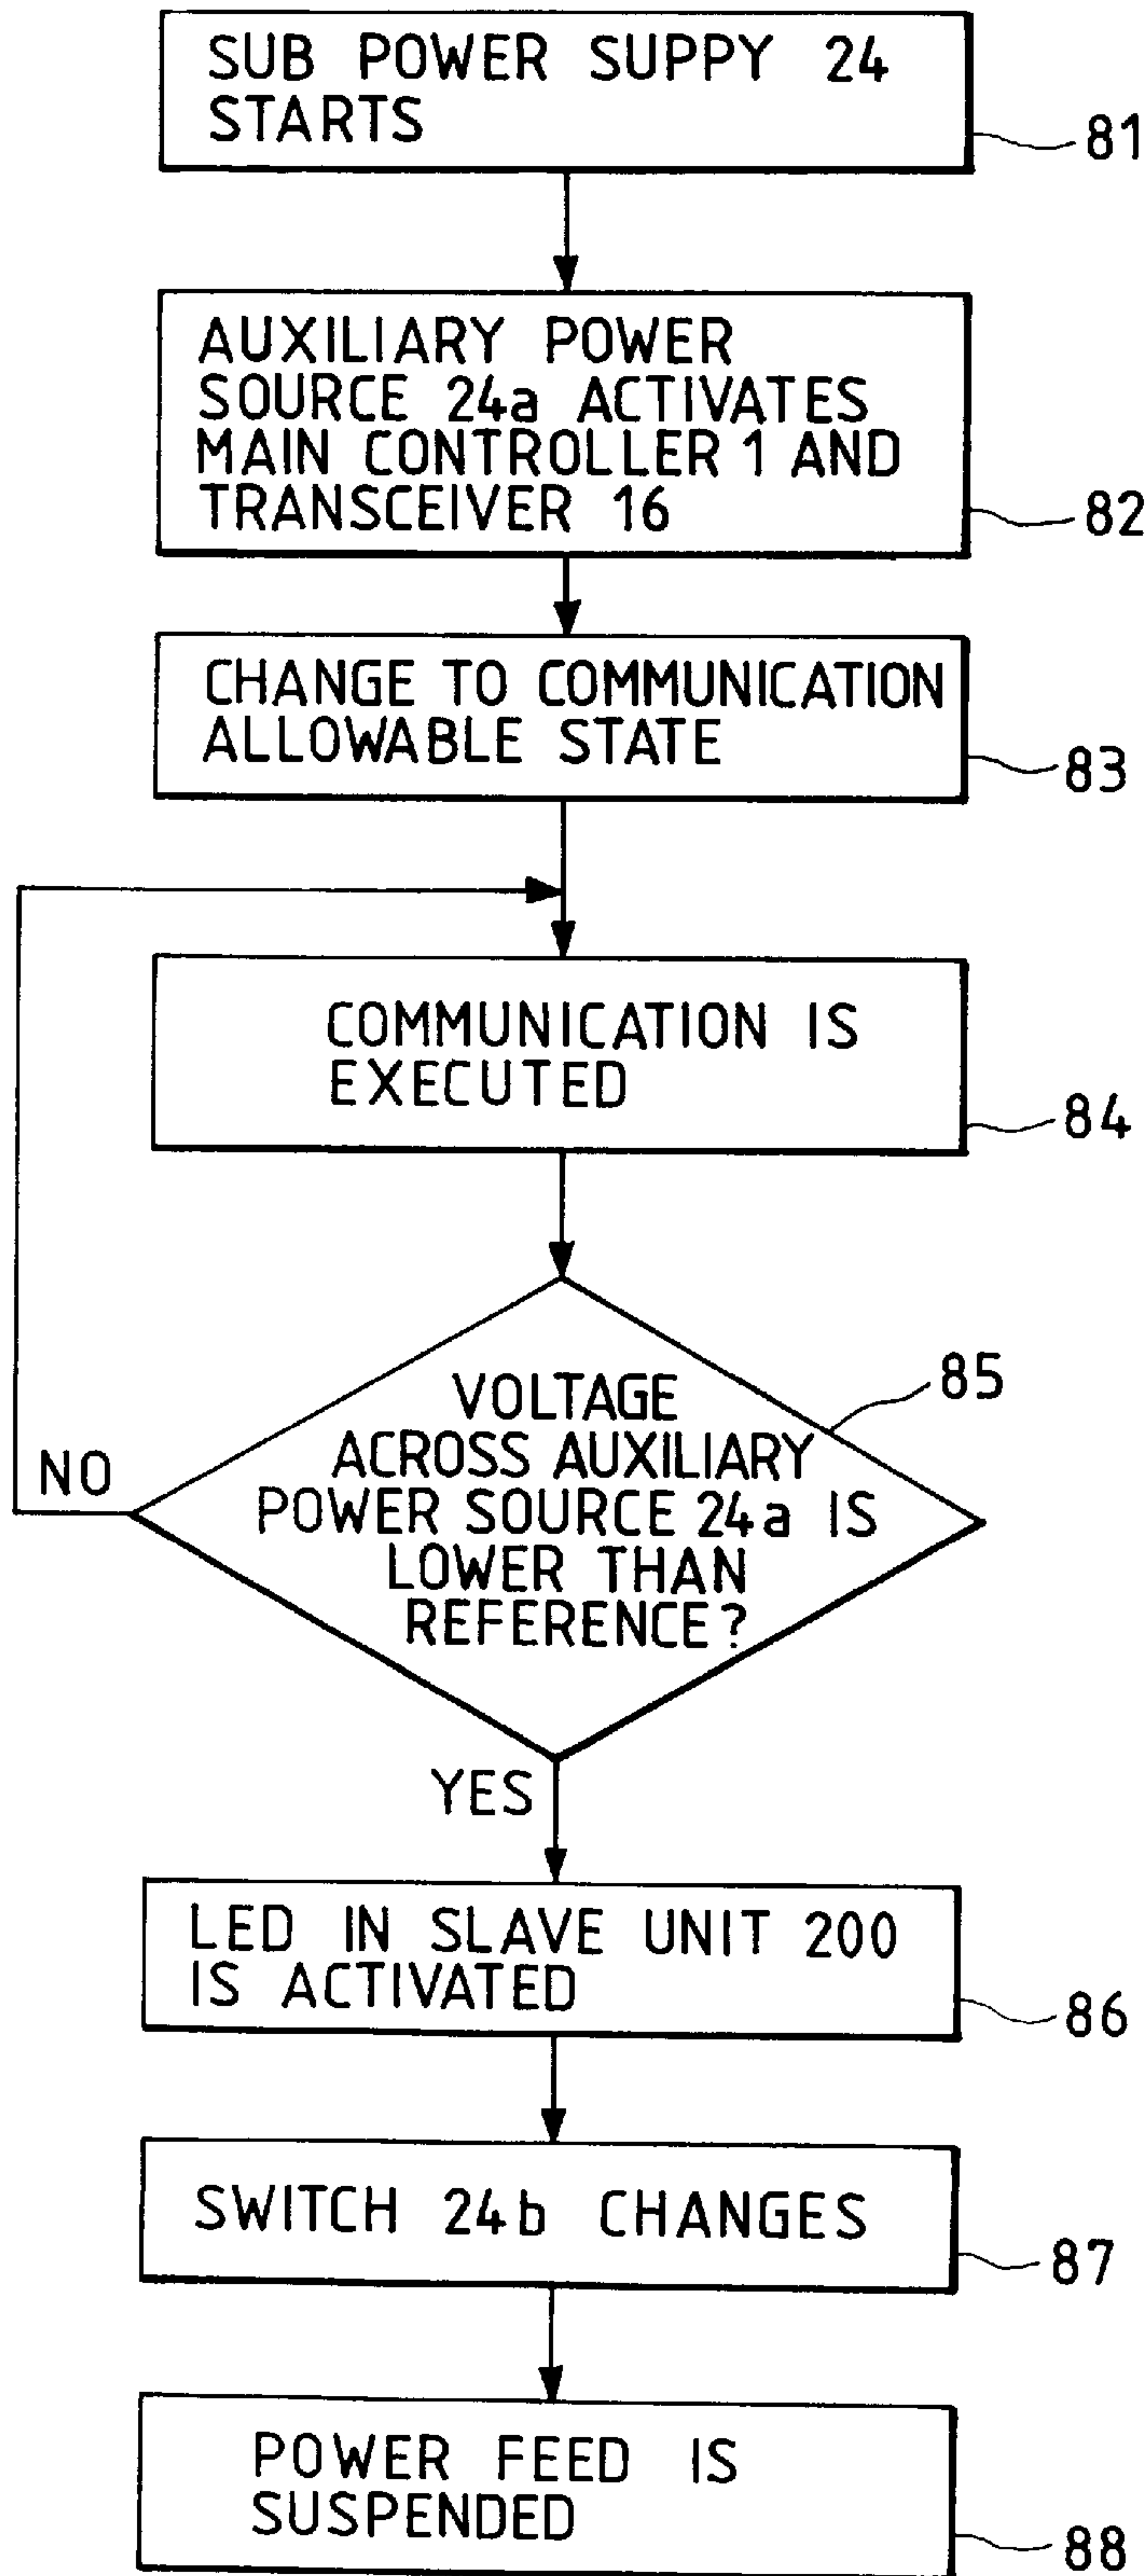 SUB POWER SUPPY 24
STARTS
81
AUXILIARY POWER
SOURCE 24a ACTIVATES
MAIN CONTROLLER 1 AND
TRANSCEIVER 16
82
CHANGE TO COMMUNICATION
ALLOWABLE STATE
83
COMMUNICATION IS
EXECUTED
84
85
VOLTAGE
ACROSS AUXILIARY
POWER SOURCE 24a IS
LOWER THAN
REFERENCE?
NO
YES
LED IN SLAVE UNIT 200
IS ACTIVATED
86
SWITCH 24b CHANGES
87
POWER FEED IS
SUSPENDED
88